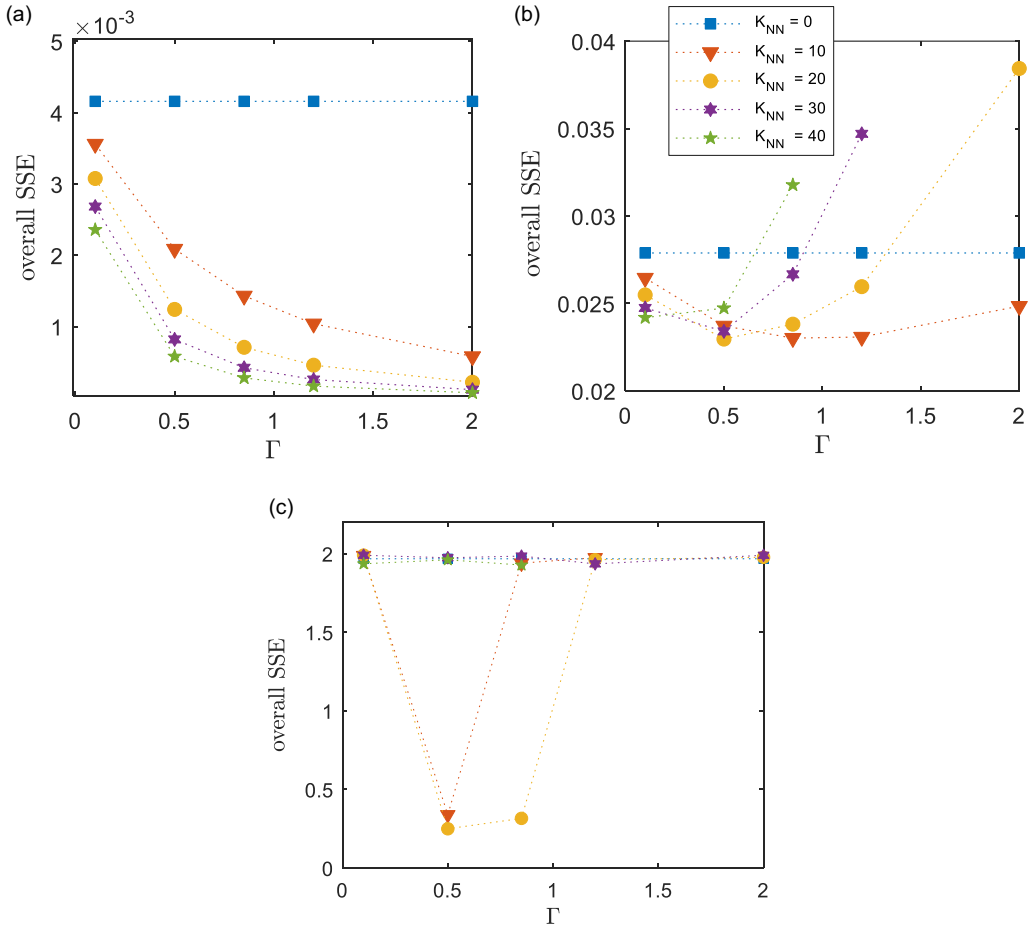 (a)
×10⁻³
5
4
3
2
1
0 0.5 1 1.5 2
overall SSE
Γ
(b)
K_NN = 0
K_NN = 10
K_NN = 20
K_NN = 30
K_NN = 40
0.04
0.035
0.03
0.025
0.02
0 0.5 1 1.5 2
overall SSE
Γ
(c)
2
1.5
1
0.5
0
0 0.5 1 1.5 2
overall SSE
Γ